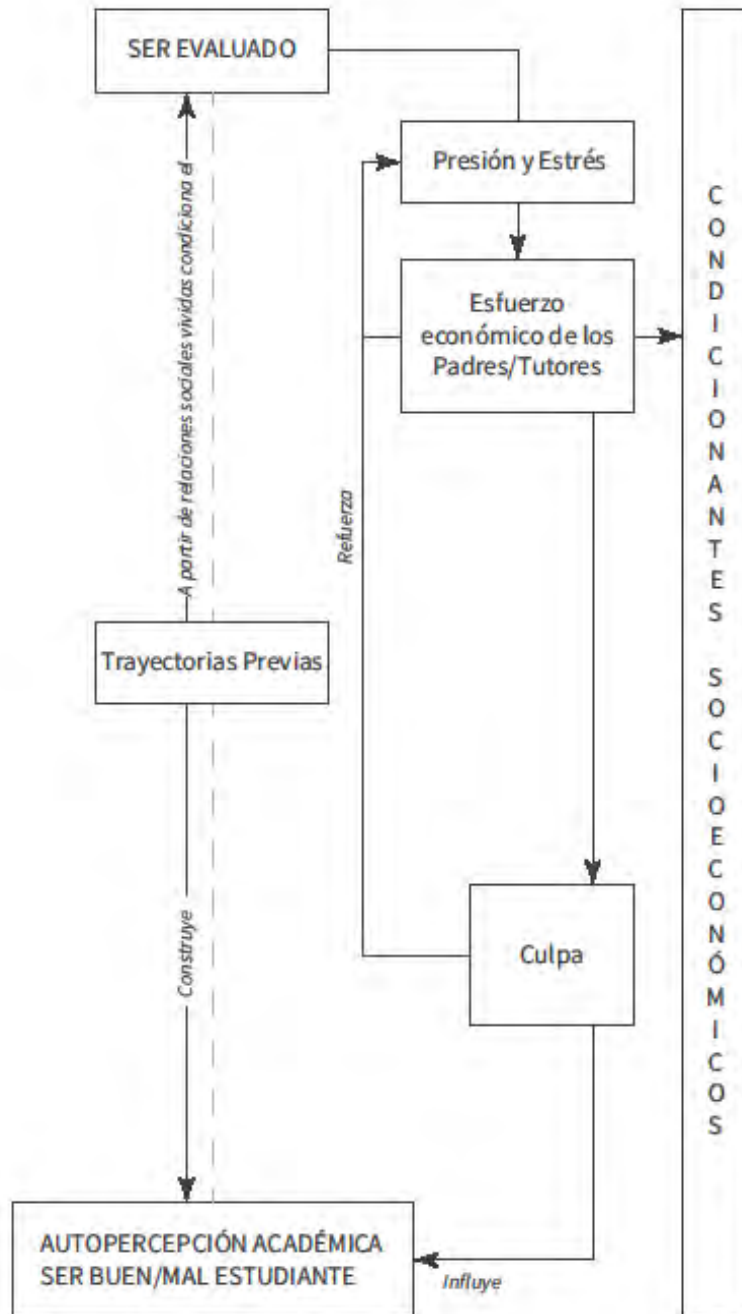 SER EVALUADO
Presión y Estrés
A partir de relaciones sociales vividas condiciona el
Esfuerzo
económico de los
Padres/Tutores
Refuerza
Trayectorias Previas
Construye
Culpa
AUTOPERCEPCIÓN ACADÉMICA
SER BUEN/MAL ESTUDIANTE
Influye
CONDICIONANTES SOCIOECONÓMICOS